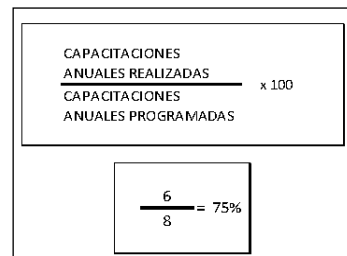 CAPACITACIONES
ANUALES REALIZADAS
x 100
CAPACITACIONES
ANUALES PROGRAMADAS
6
= 75%
8